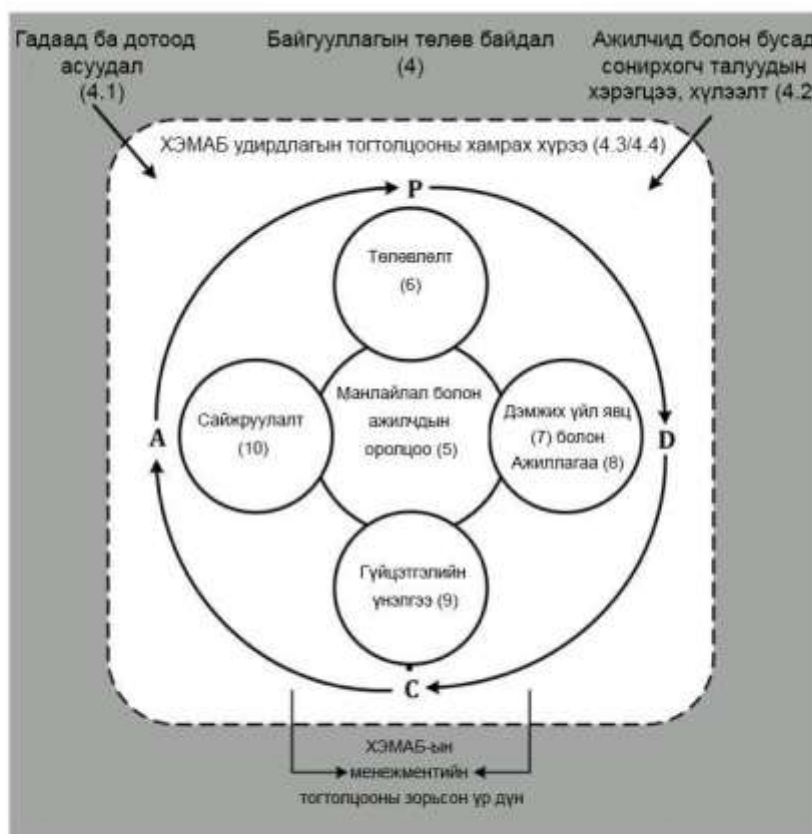 Гадаад ба дотоод
асуудал
(4.1)
Байгууллагын төлөв байдал
(4)
Ажилчид болон бусад
сонирхогч талуудын
хэрэгцээ, хүлээлт (4.2
ХЭМАБ удирдлагын тогтолцооны хамрах хүрээ (4.3/4.4)
P
Төлөвлөлт
(6)
A
Сайжруулалт
(10)
Манлайлал болон
ажилчдын
оролцоо (5)
Дэмжих үйл явц
(7) болон
Ажиллагаа (8)
D
Гүйцэтгэлийн
үнэлгээ (9)
C
ХЭМАБ-ын
менежментийн
тогтолцооны зорьсон үр дүн